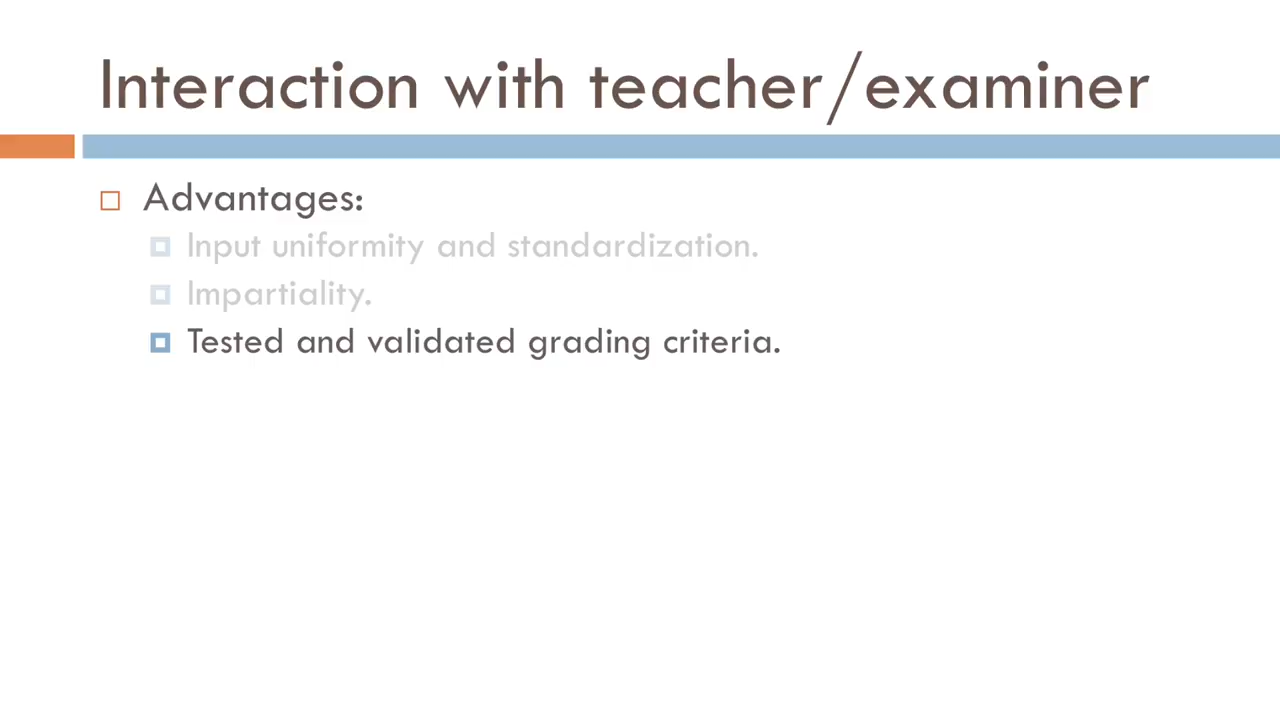 Interaction with teacher/examiner
Advantages:
Input uniformity and standardization.
Impartiality.
Tested and validated grading criteria.